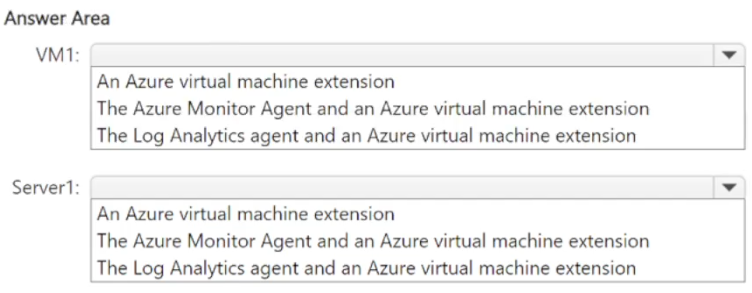 Answer Area
VM1:
An Azure virtual machine extension
The Azure Monitor Agent and an Azure virtual machine extension
The Log Analytics agent and an Azure virtual machine extension
Server1:
An Azure virtual machine extension
The Azure Monitor Agent and an Azure virtual machine extension
The Log Analytics agent and an Azure virtual machine extension